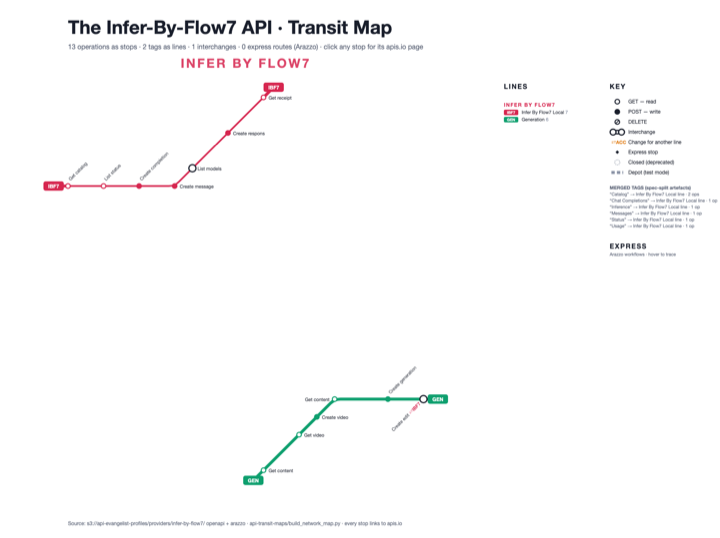 The Infer-By-Flow7 API · Transit Map
13 operations as stops · 2 tags as lines · 1 interchanges · 0 express routes (Arazzo) · click any stop for its apis.io page
INFER BY FLOW7
IBF7
Get receipt
Create respons
List models
Get catalog
List status
Create completion
IBF7
Create message
LINES
INFER BY FLOW7
IBF7 Infer By Flow7 Local 7
GEN Generation 6
KEY
GET — read
POST — write
DELETE
Interchange
Change for another line
Express stop
Closed (deprecated)
Depot (test mode)
MERGED TAGS (spec-split artefacts)
"Catalog" → Infer By Flow7 Local line · 2 ops
"Chat Completions" → Infer By Flow7 Local line · 1 op
"Inference" → Infer By Flow7 Local line · 1 op
"Messages" → Infer By Flow7 Local line · 1 op
"Status" → Infer By Flow7 Local line · 1 op
"Usage" → Infer By Flow7 Local line · 1 op
EXPRESS
Arazzo workflows · hover to trace
Create generation
Get content
GEN
Create edit
Create video
Get video
Get content
GEN
Source: s3://api-evangelist-profiles/providers/infer-by-flow7/ openapi + arazzo · api-transit-maps/build_network_map.py · every stop links to apis.io